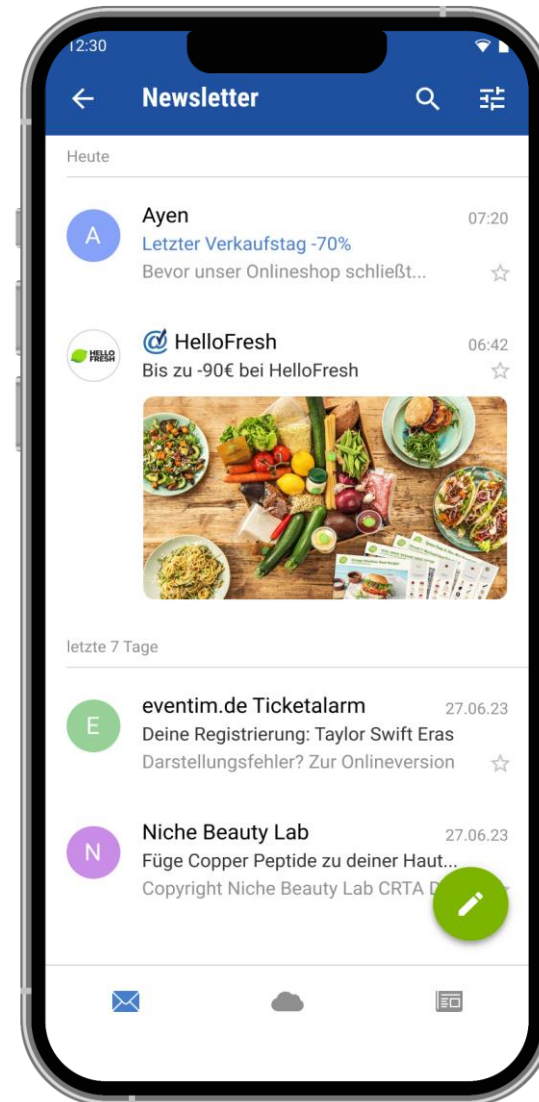 12:30
Newsletter
Heute
A
Ayen
07:20
Letzter Verkaufstag -70%
Bevor unser Onlineshop schließt...
HELLO
FRESH
@ HelloFresh
06:42
Bis zu -90€ bei HelloFresh
letzte 7 Tage
E
eventim.de Ticketalarm
27.06.23
Deine Registrierung: Taylor Swift Eras
Darstellungsfehler? Zur Onlineversion
N
Niche Beauty Lab
27.06.23
Füge Copper Peptide zu deiner Haut...
Copyright Niche Beauty Lab CRTA